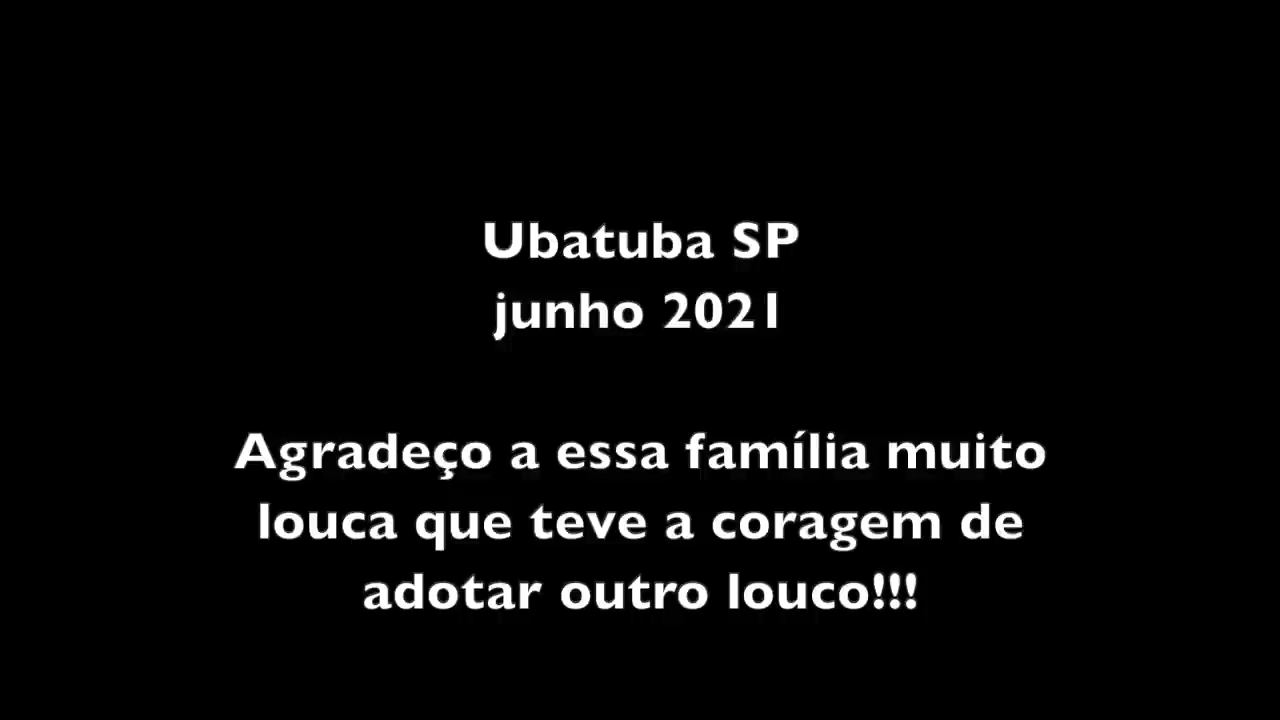 Ubatuba SP
junho 2021
Agradeço a essa família muito
louca que teve a coragem de
adotar outro louco!!!